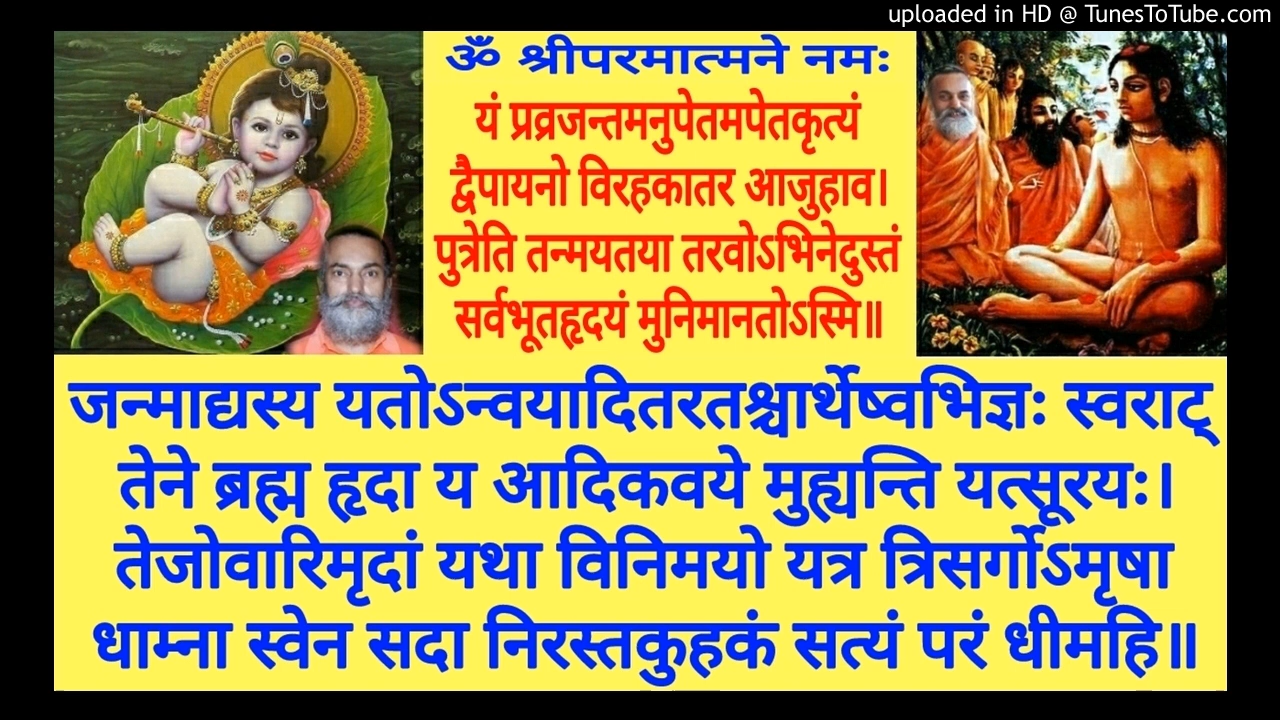 uploaded in HD @ TunesToTube.com
ॐ श्रीपरमात्मने नमः
यं प्रव्रजन्तमनुपेतमपेतकृत्यं
द्वैपायनो विरहकातर आजुहाव।
पुत्रेति तन्मयतया तरवोऽभिनेदुस्तं
सर्वभूतहृदयं मुनिमानतोऽस्मि॥
जन्माद्यस्य यतोऽन्वयादितरतश्चार्थेष्वभिज्ञः स्वराट्
तेने ब्रह्म हृदा य आदिकवये मुह्यन्ति यत्सूरयः।
तेजोवारिमृदां यथा विनिमयो यत्र त्रिसर्गोऽमृषा
धाम्ना स्वेन सदा निरस्तकुहकं सत्यं परं धीमहि॥